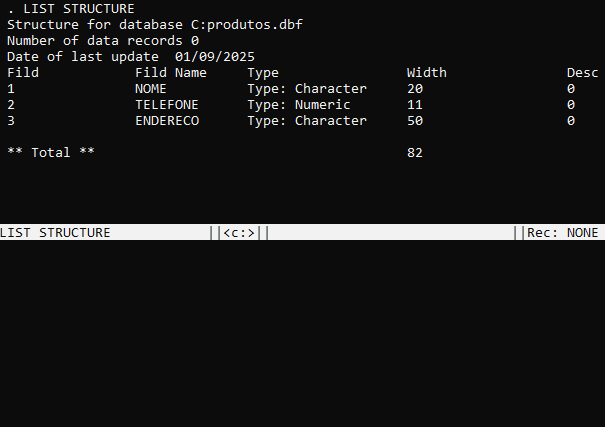 . LIST STRUCTURE
Structure for database C:produtos.dbf
Number of data records 0
Date of last update  01/09/2025
Fild Fild Name Type Width Desc
1 NOME Type: Character 20 0
2 TELEFONE Type: Numeric 11 0
3 ENDERECO Type: Character 50 0
** Total ** 82
LIST STRUCTURE ||<c:>|| ||Rec: NONE